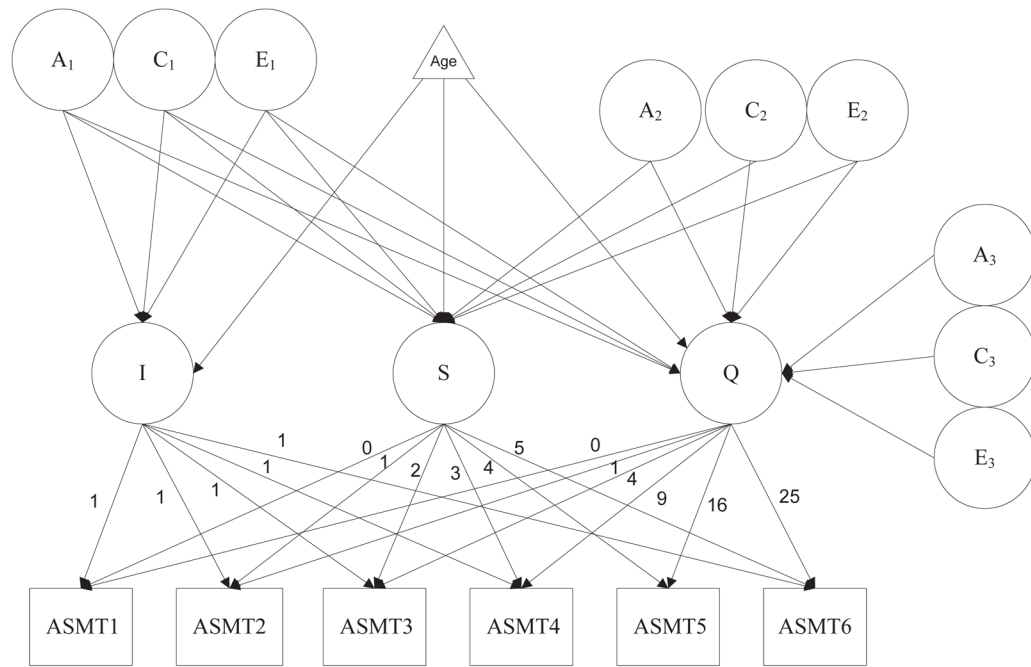 A₁ C₁ E₁ Age
A₂ C₂ E₂
A₃
C₃
E₃
I S Q
1 0 5 0
1 1 2 3 4 1 4
1 1 1 9 16 25
ASMT1 ASMT2 ASMT3 ASMT4 ASMT5 ASMT6